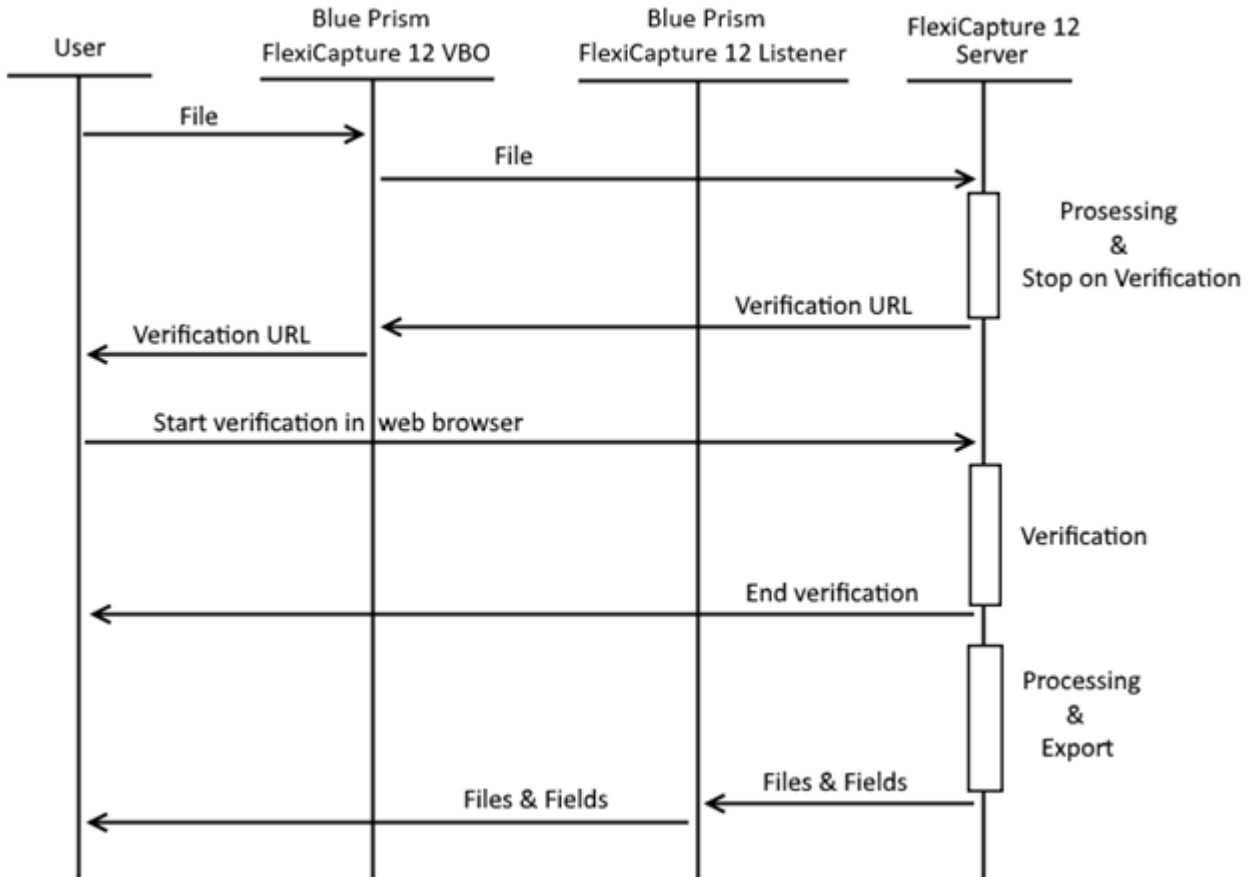 User
Blue Prism
FlexiCapture 12 VBO
Blue Prism
FlexiCapture 12 Listener
FlexiCapture 12
Server
File
File
Prosessing
&
Stop on Verification
Verification URL
Verification URL
Start verification in web browser
Verification
End verification
Processing
&
Export
Files & Fields
Files & Fields